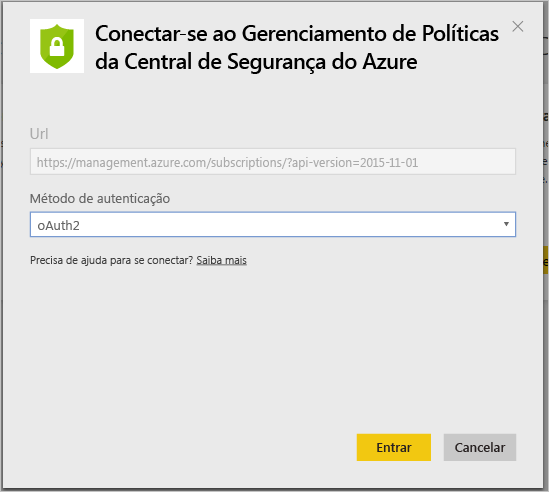 Conectar-se ao Gerenciamento de Políticas
da Central de Segurança do Azure
Url
https://management.azure.com/subscriptions/?api-version=2015-11-01
Método de autenticação
oAuth2
Precisa de ajuda para se conectar? Saiba mais
Entrar
Cancelar